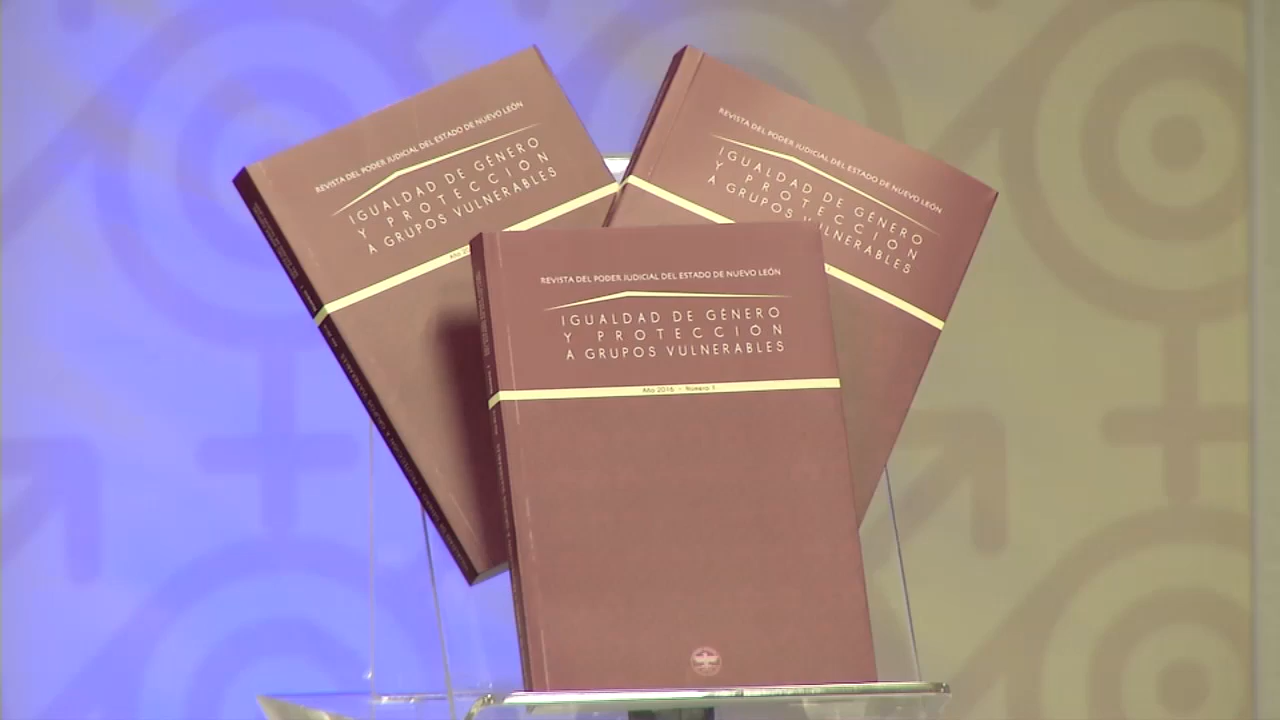 REVISTA DEL PODER JUDICIAL DEL ESTADO DE NUEVO LEÓN
IGUALDAD DE GÉNERO
Y PROTECCIÓN
A GRUPOS VULNERABLES
REVISTA DEL PODER JUDICIAL DEL ESTADO DE NUEVO LEÓN
IGUALDAD DE GÉNERO
Y PROTECCIÓN
A GRUPOS VULNERABLES
REVISTA DEL PODER JUDICIAL DEL ESTADO DE NUEVO LEÓN
IGUALDAD DE GÉNERO
Y PROTECCIÓN
A GRUPOS VULNERABLES
Año 2016 - Número 1